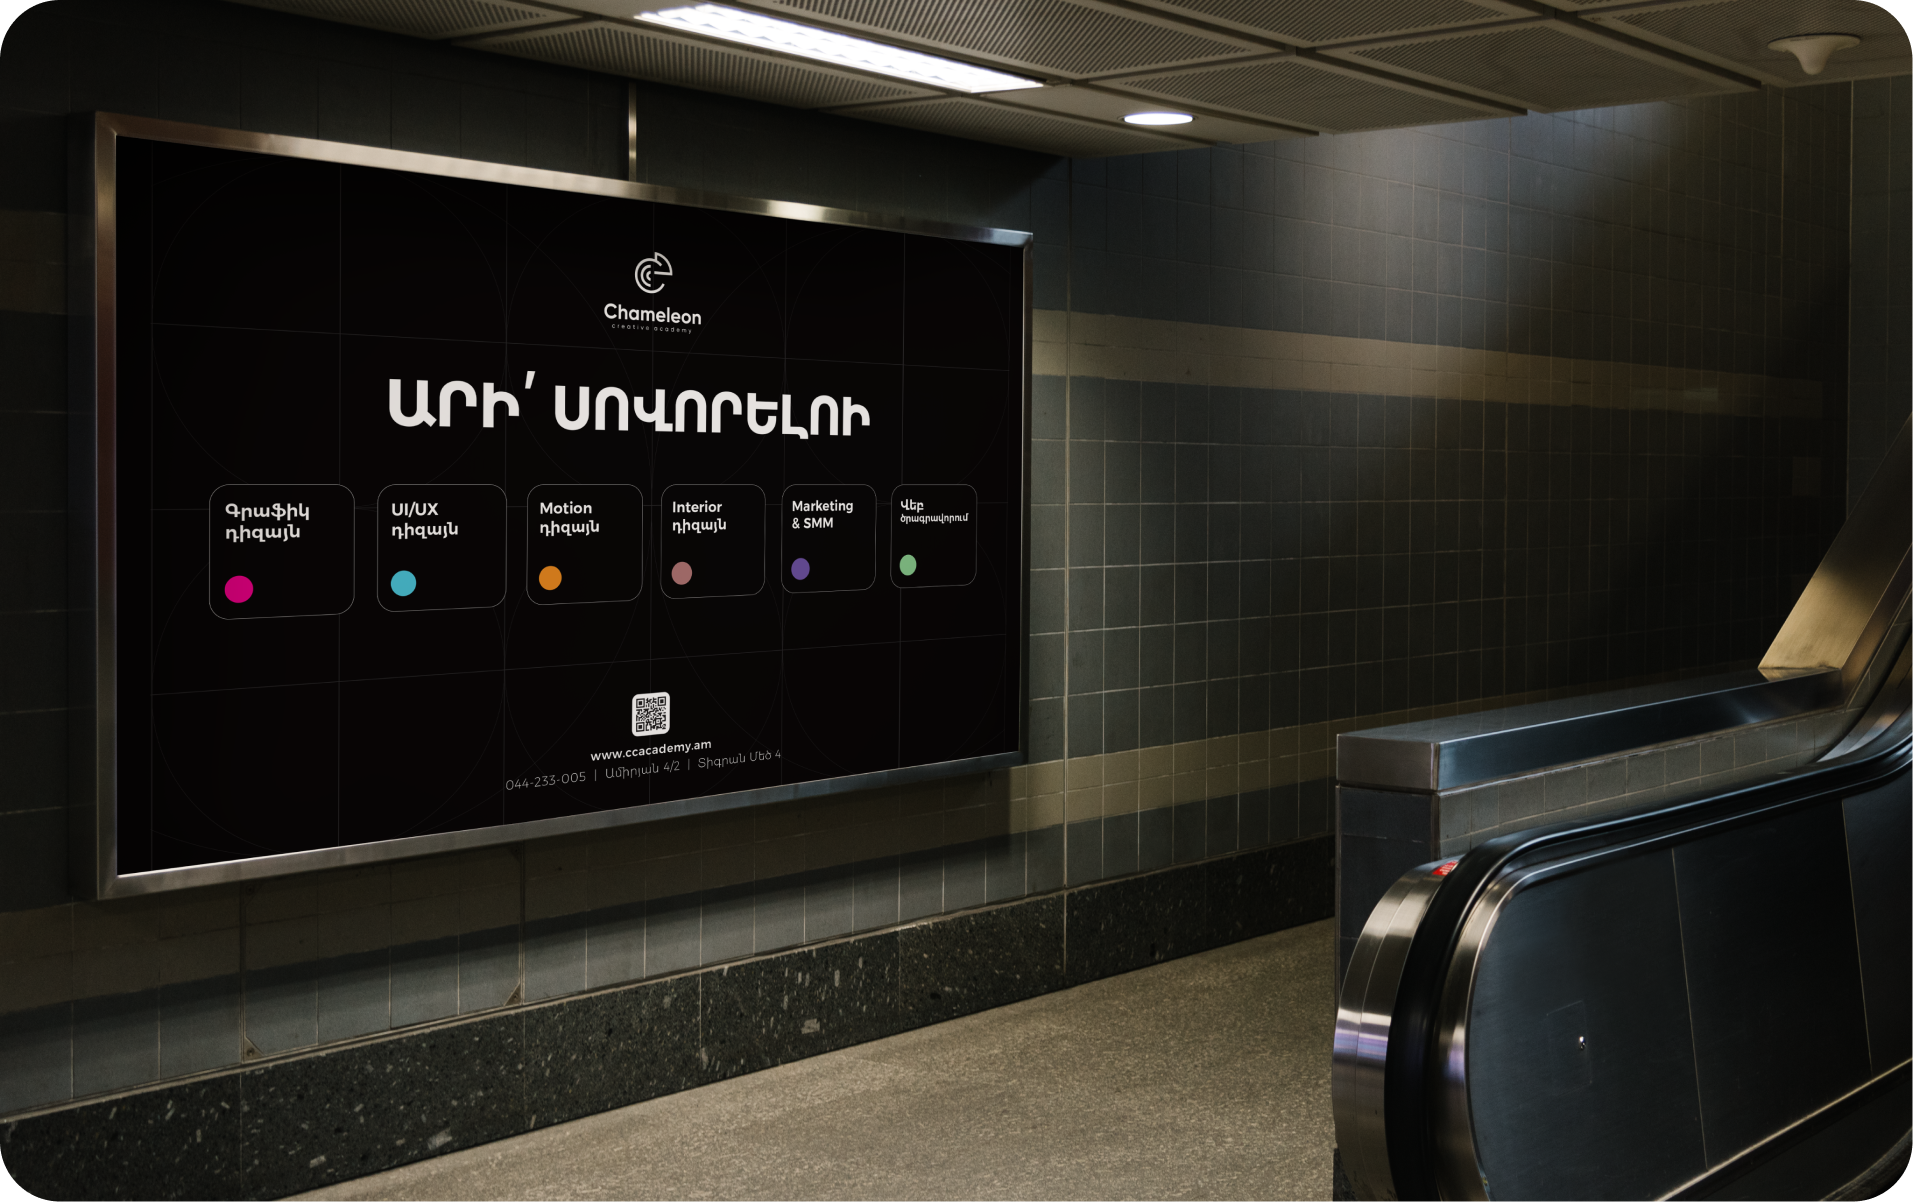 Chameleon
creative academy
ԱՐԻ՛ ՍՈՎՈՐԵԼՈՒ
Գրաֆիկ
դիզայն
UI/UX
դիզայն
Motion
դիզայն
Interior
դիզայն
Marketing
& SMM
Վեբ
ծրագրավորում
www.ccacademy.am
044-233-005 | Ամիրյան 4/2 | Տիգրան Մեծ 4